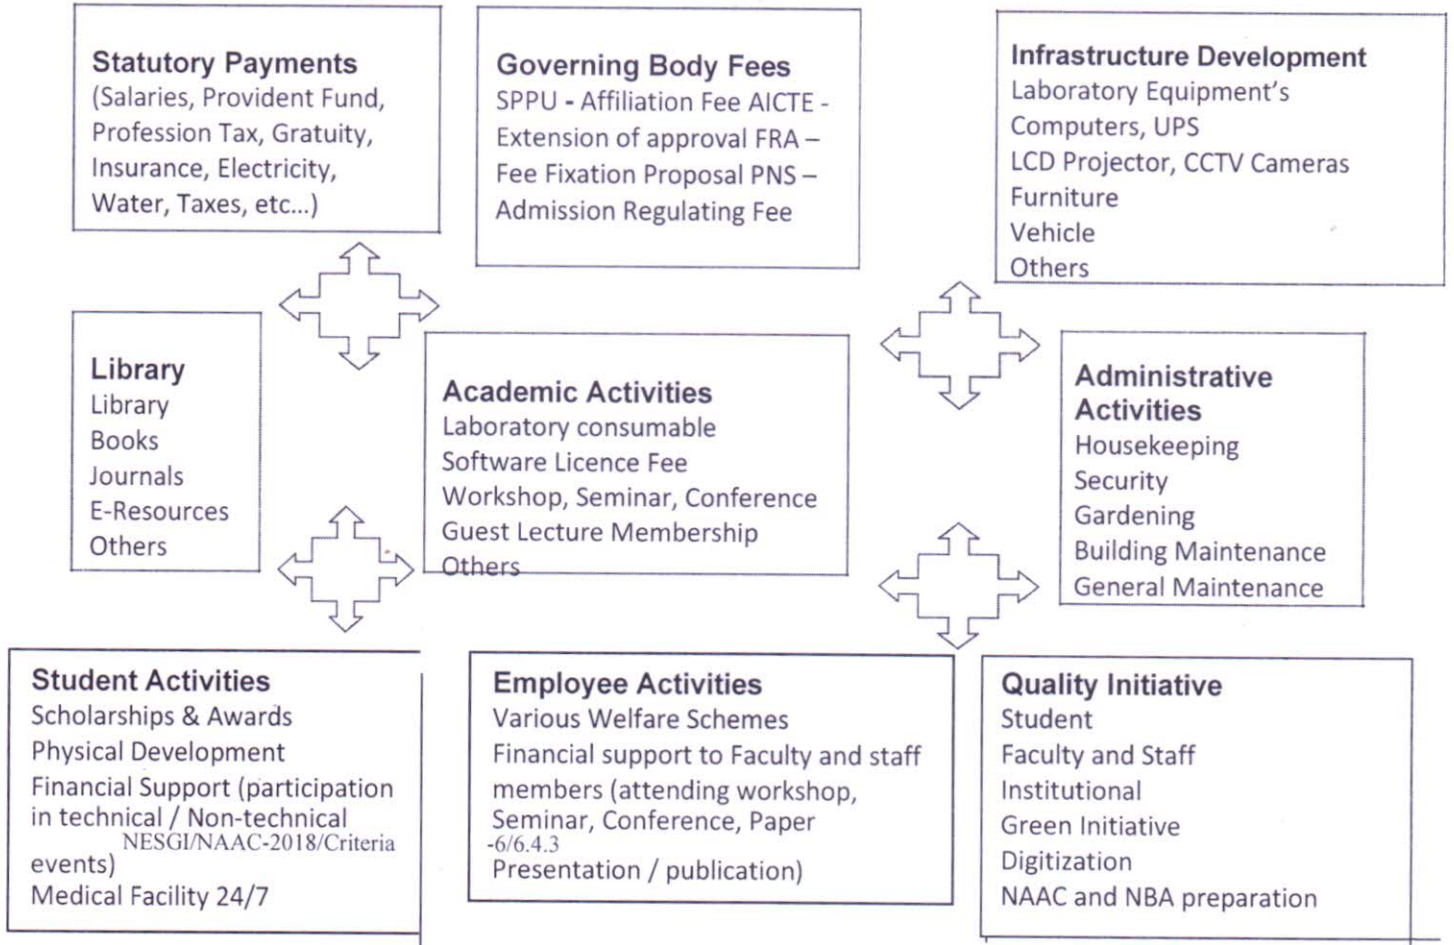 Statutory Payments
(Salaries, Provident Fund,
Profession Tax, Gratuity,
Insurance, Electricity,
Water, Taxes, etc...)
Governing Body Fees
SPPU - Affiliation Fee AICTE -
Extension of approval FRA –
Fee Fixation Proposal PNS –
Admission Regulating Fee
Infrastructure Development
Laboratory Equipment's
Computers, UPS
LCD Projector, CCTV Cameras
Furniture
Vehicle
Others
Library
Library
Books
Journals
E-Resources
Others
Academic Activities
Laboratory consumable
Software Licence Fee
Workshop, Seminar, Conference
Guest Lecture Membership
Others
Administrative
Activities
Housekeeping
Security
Gardening
Building Maintenance
General Maintenance
Student Activities
Scholarships & Awards
Physical Development
Financial Support (participation
in technical / Non-technical
NESGI/NAAC-2018/Criteria
events)
Medical Facility 24/7
Employee Activities
Various Welfare Schemes
Financial support to Faculty and staff
members (attending workshop,
Seminar, Conference, Paper
-6/6.4.3
Presentation / publication)
Quality Initiative
Student
Faculty and Staff
Institutional
Green Initiative
Digitization
NAAC and NBA preparation